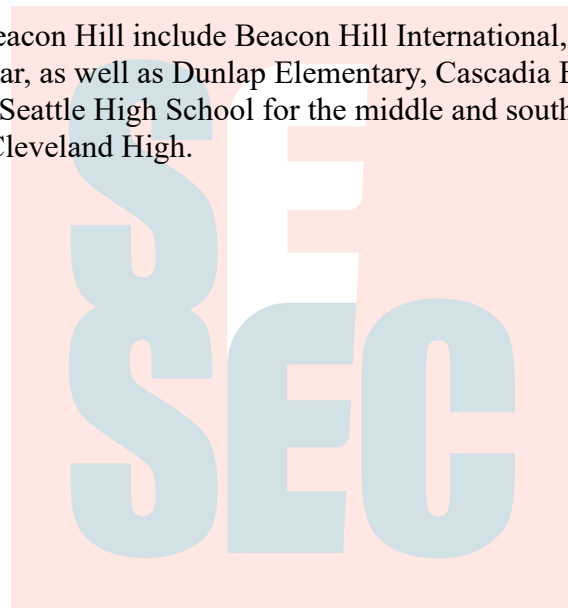 eacon Hill include Beacon Hill International,
ar, as well as Dunlap Elementary, Cascadia E
Seattle High School for the middle and south
Cleveland High.
SE
SEC